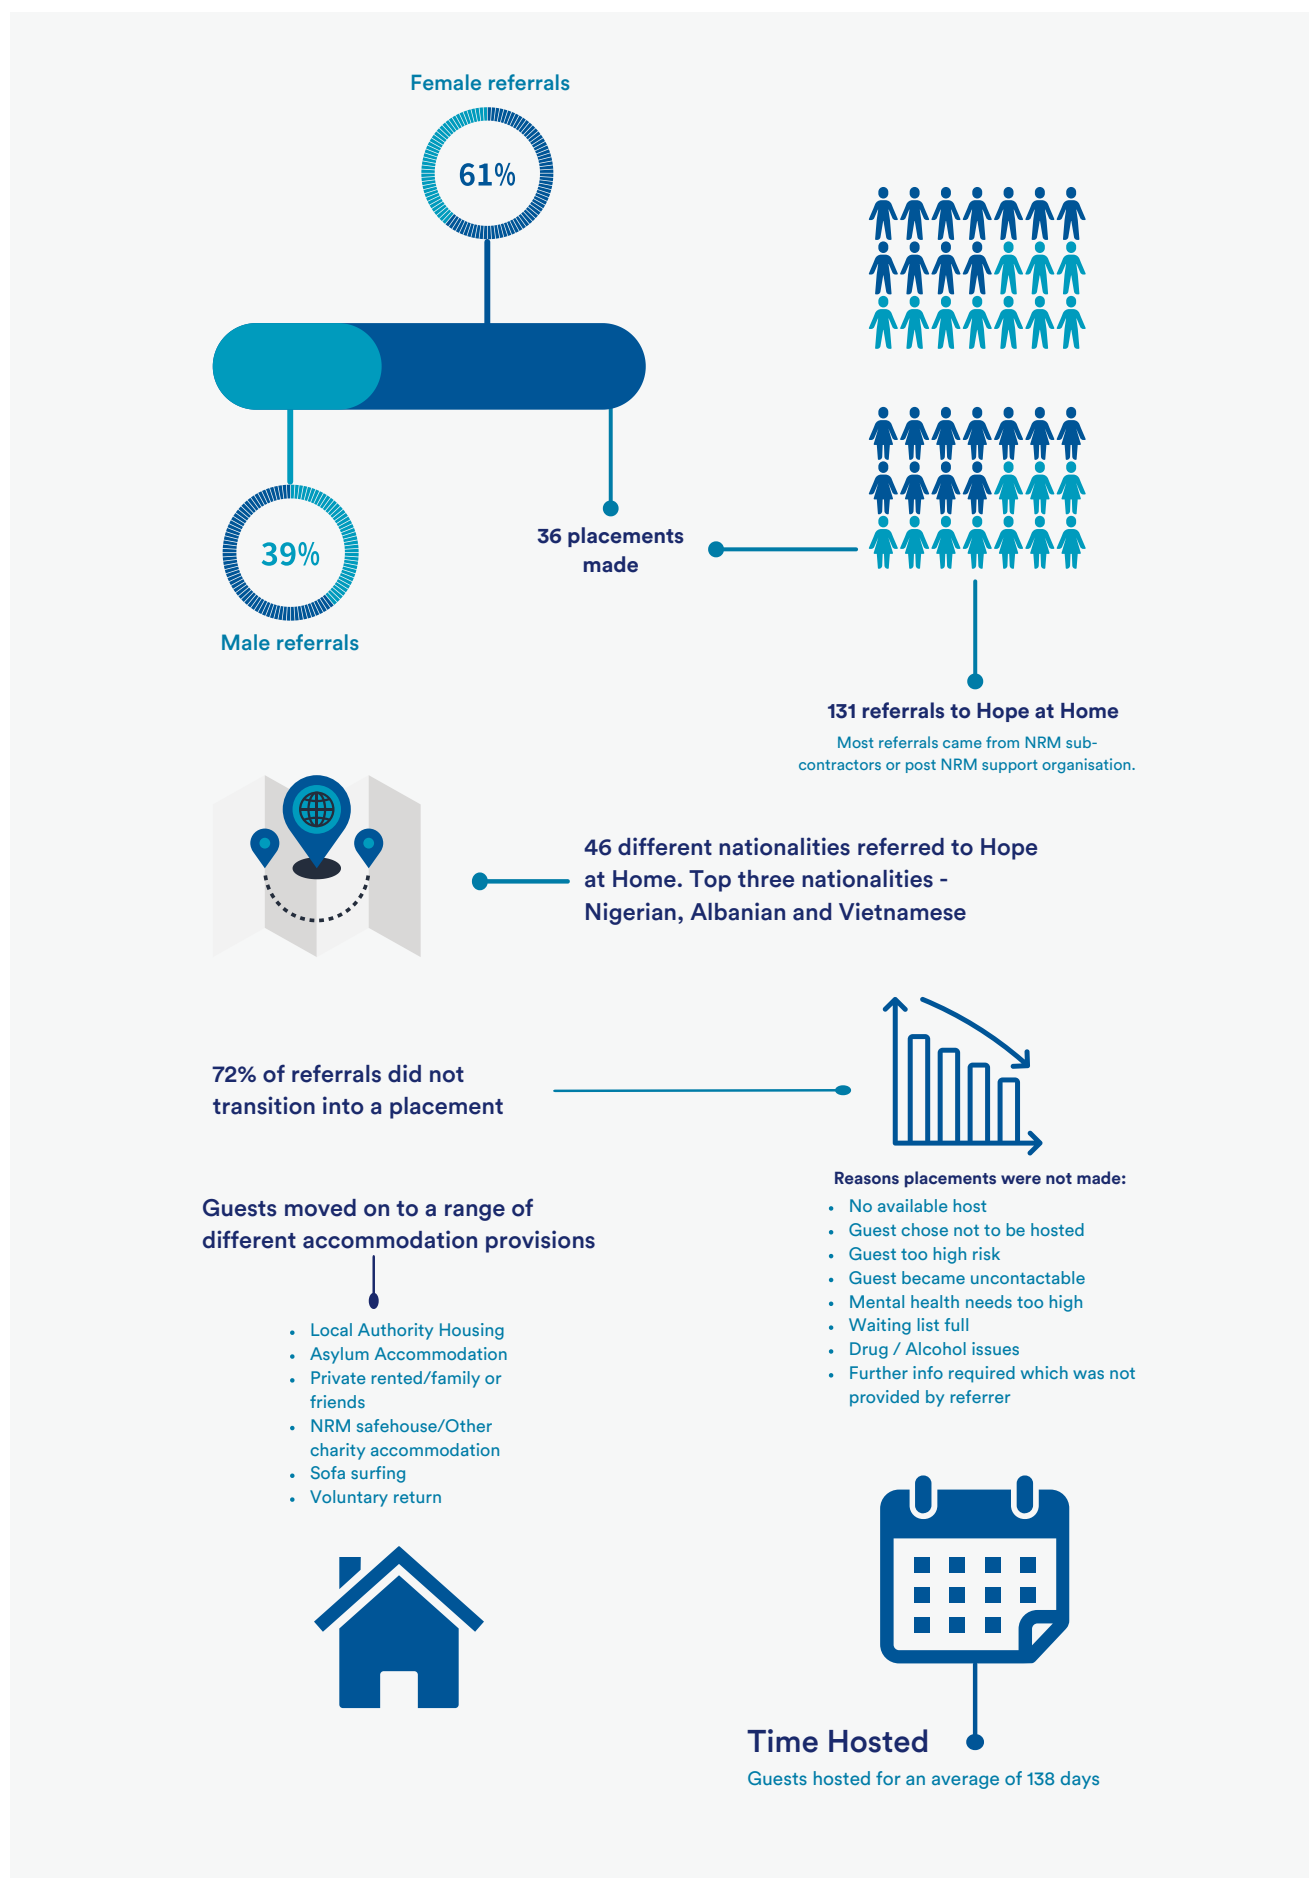 Female referrals
61%
39%
Male referrals
36 placements
made
131 referrals to Hope at Home
Most referrals came from NRM sub-
contractors or post NRM support organisation.
46 different nationalities referred to Hope
at Home. Top three nationalities -
Nigerian, Albanian and Vietnamese
72% of referrals did not
transition into a placement
Reasons placements were not made:
• No available host
• Guest chose not to be hosted
• Guest too high risk
• Guest became uncontactable
• Mental health needs too high
• Waiting list full
• Drug / Alcohol issues
• Further info required which was not
provided by referrer
Guests moved on to a range of
different accommodation provisions
• Local Authority Housing
• Asylum Accommodation
• Private rented/family or
friends
• NRM safehouse/Other
charity accommodation
• Sofa surfing
• Voluntary return
Time Hosted
Guests hosted for an average of 138 days